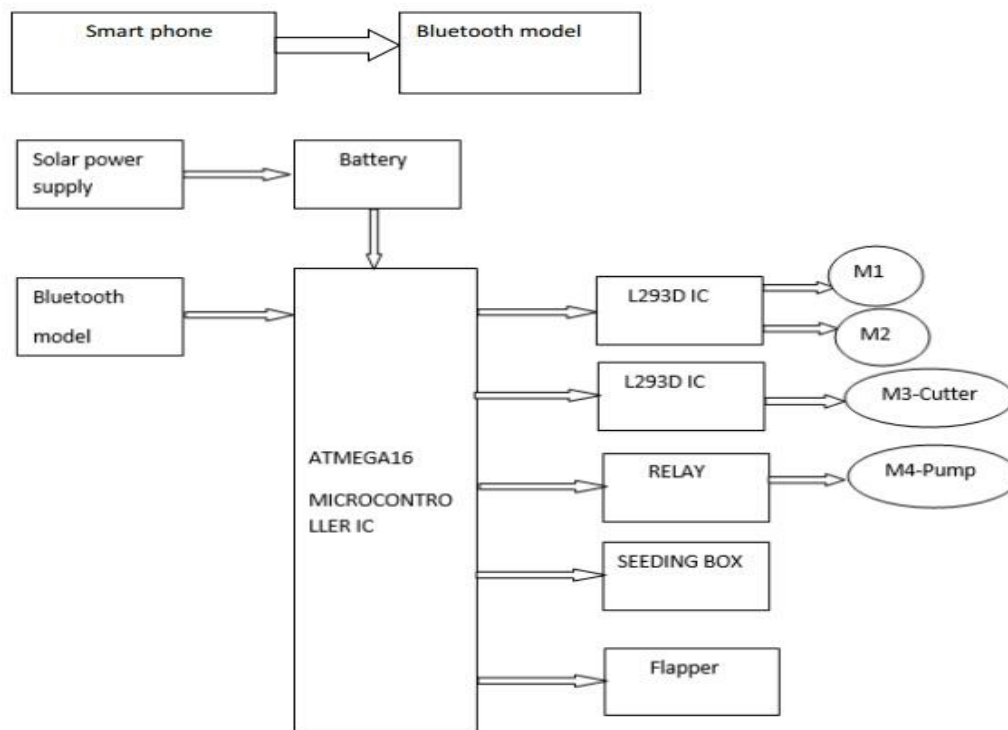 Smart phone
Bluetooth model
Solar power
supply
Battery
Bluetooth
model
ATMEGA16
MICROCONTRO
LLER IC
L293D IC
M1
M2
L293D IC
M3-Cutter
RELAY
M4-Pump
SEEDING BOX
Flapper